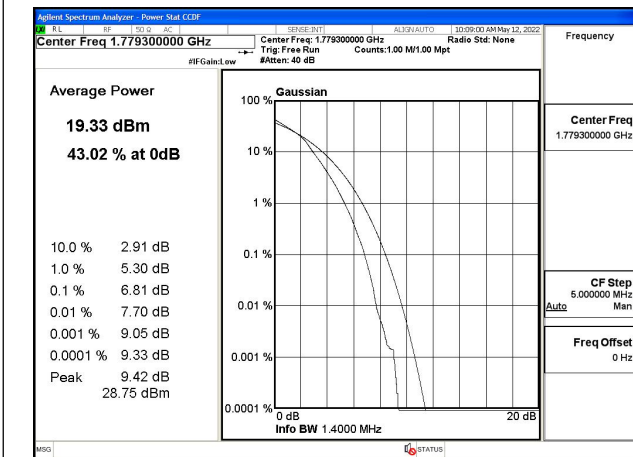 Agilent Spectrum Analyzer - Power Stat CCDF
RL RF 50 Ω AC SENSE:INT ALIGN AUTO 10:09:00 AM May 12, 2022
Center Freq 1.779300000 GHz
Center Freq: 1.779300000 GHz Radio Std: None
Trig: Free Run Counts:1.00 M/1.00 Mpt
#IFGain:Low #Atten: 40 dB
Frequency
Average Power
19.33 dBm
43.02 % at 0dB
10.0 % 2.91 dB
1.0 % 5.30 dB
0.1 % 6.81 dB
0.01 % 7.70 dB
0.001 % 9.05 dB
0.0001 % 9.33 dB
Peak 9.42 dB
28.75 dBm
Gaussian
100 %
10 %
1 %
0.1 %
0.01 %
0.001 %
0.0001 %
0 dB 20 dB
Info BW 1.4000 MHz
Center Freq
1.779300000 GHz
CF Step
5.000000 MHz
Auto Man
Freq Offset
0 Hz
MSG STATUS